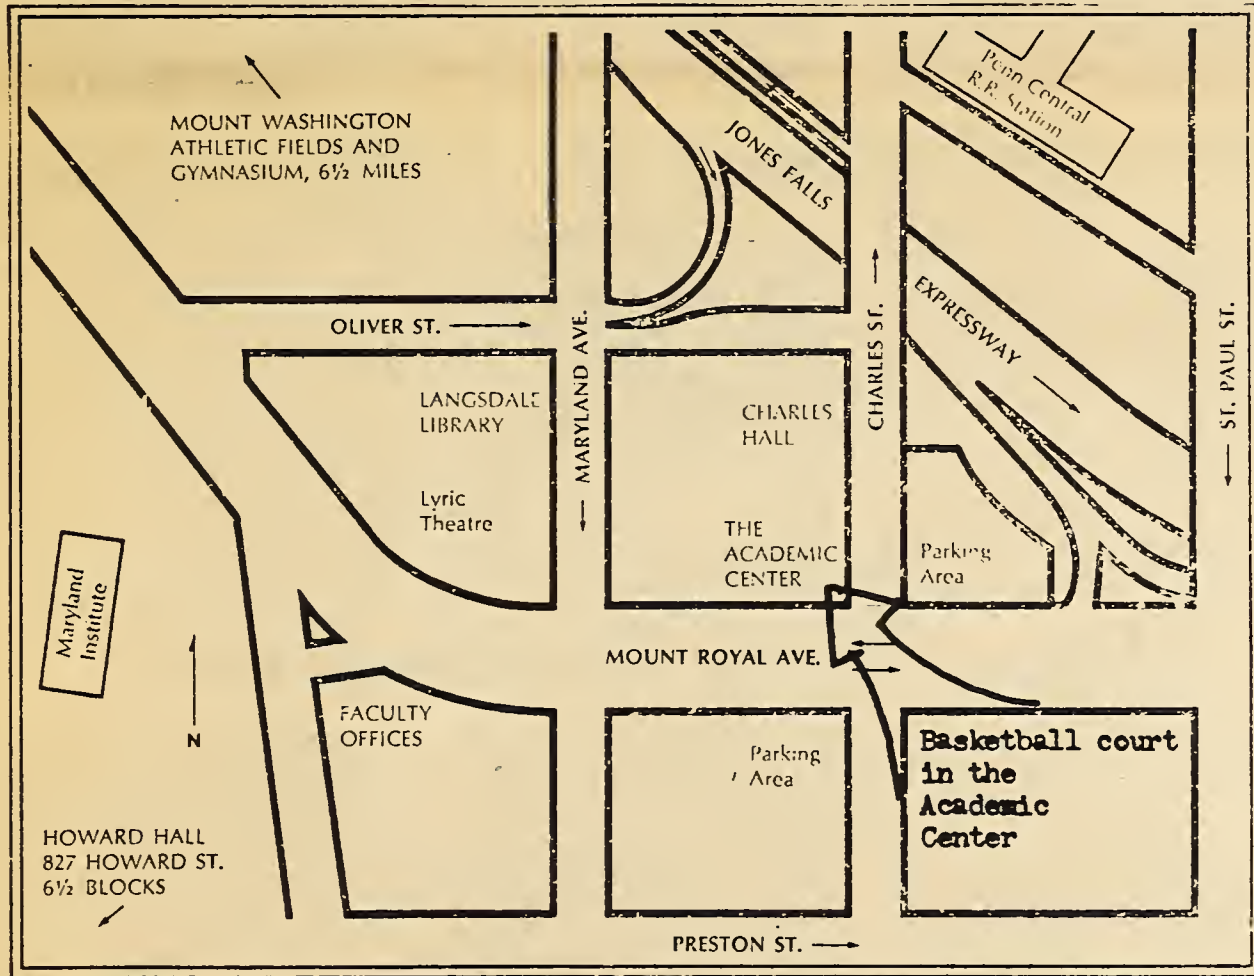 MOUNT WASHINGTON
ATHLETIC FIELDS AND
GYMNASIUM, 6½ MILES
Penn Central
R.R. Station
JONES FALLS
EXPRESSWAY
OLIVER ST.
MARYLAND AVE.
CHARLES ST.
ST. PAUL ST.
LANGSDALE
LIBRARY
Lyric
Theatre
CHARLES
HALL
THE
ACADEMIC
CENTER
Parking
Area
Maryland
Institute
N
MOUNT ROYAL AVE.
FACULTY
OFFICES
Parking
Area
Basketball court
in the
Academic
Center
HOWARD HALL
827 HOWARD ST.
6½ BLOCKS
PRESTON ST.